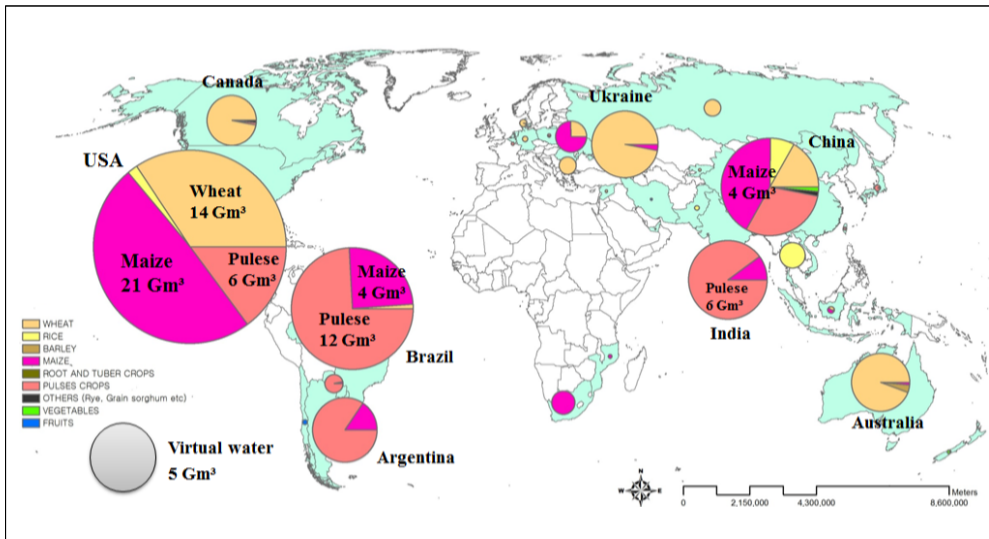 Canada
Ukraine
USA
China
Wheat
14 Gm³
Maize
4 Gm³
Maize
21 Gm³
Pulese
6 Gm³
Maize
4 Gm³
Pulese
12 Gm³
Brazil
Pulese
6 Gm³
India
WHEAT
RICE
BARLEY
MAIZE,
ROOT AND TUBER CROPS
PULSES CROPS
OTHERS (Rye, Grain sorghum etc)
VEGETABLES
FRUITS
Virtual water
5 Gm³
Argentina
Australia
N
W E
S
Meters
0 2,150,000 4,300,000 8,600,000